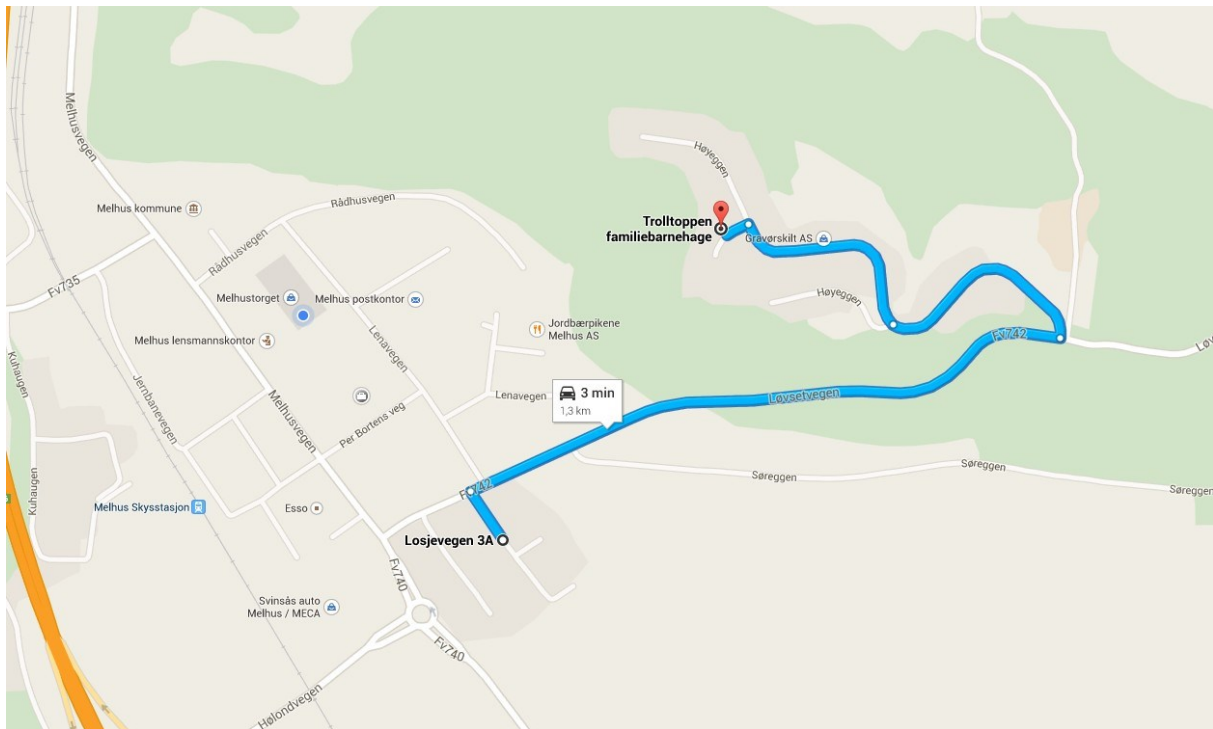 Melhusvegen
Høyeggen
Melhus kommune
Rådhusvegen
Trolltoppen
familiebarnehage
Gravørskilt AS
Rådhusvegen
Fv735
Melhustorget
Melhus postkontor
Høyeggen
Jordbærpikene
Melhus AS
Fv742
Løv
Melhus lensmannskontor
Lenavegen
Kuhaugen
Jernbanevegen
3 min
1,3 km
Lenavegen
Løvsetvegen
Melhusvegen
Per Bortens veg
Søreggen
Søreggen
Søreggen
Fv742
Kuhaugen
Melhus Skysstasjon
Esso
Losjevegen 3A
Fv740
Svinsås auto
Melhus / MECA
Fv740
Hølondvegen